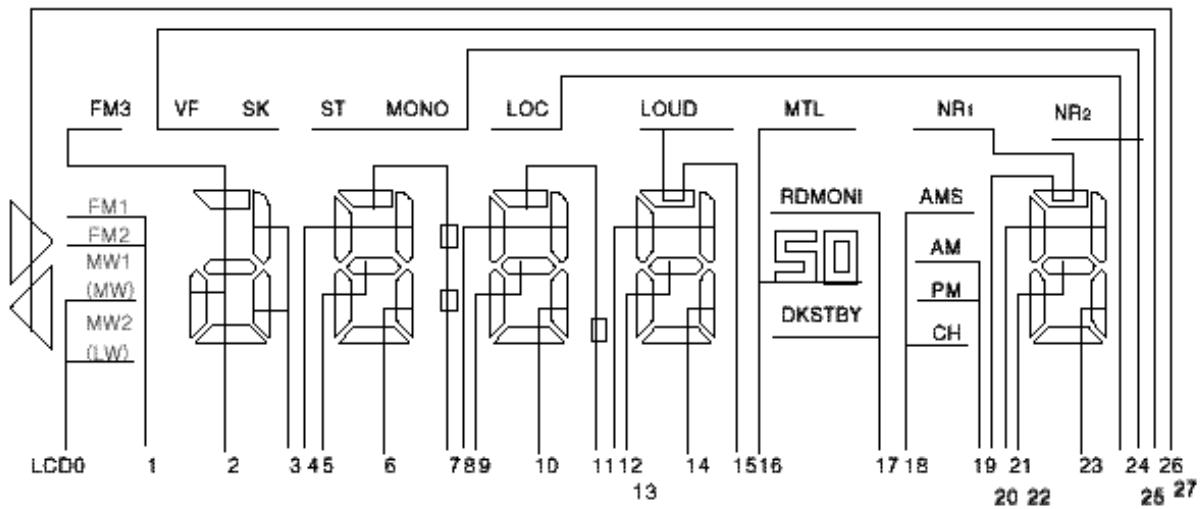 FM3 VF SK ST MONO LOC LOUD MTL NR1 NR2
FM1 RDMONI AMS
FM2 AM
MW1
(MW) 50 PM
MW2 DKSTBY CH
(LW)
LCD0 1 2 3 4 5 6 7 8 9 10 11 12 14 15 16 17 18 19 21 23 24 26
13 20 22 25 27